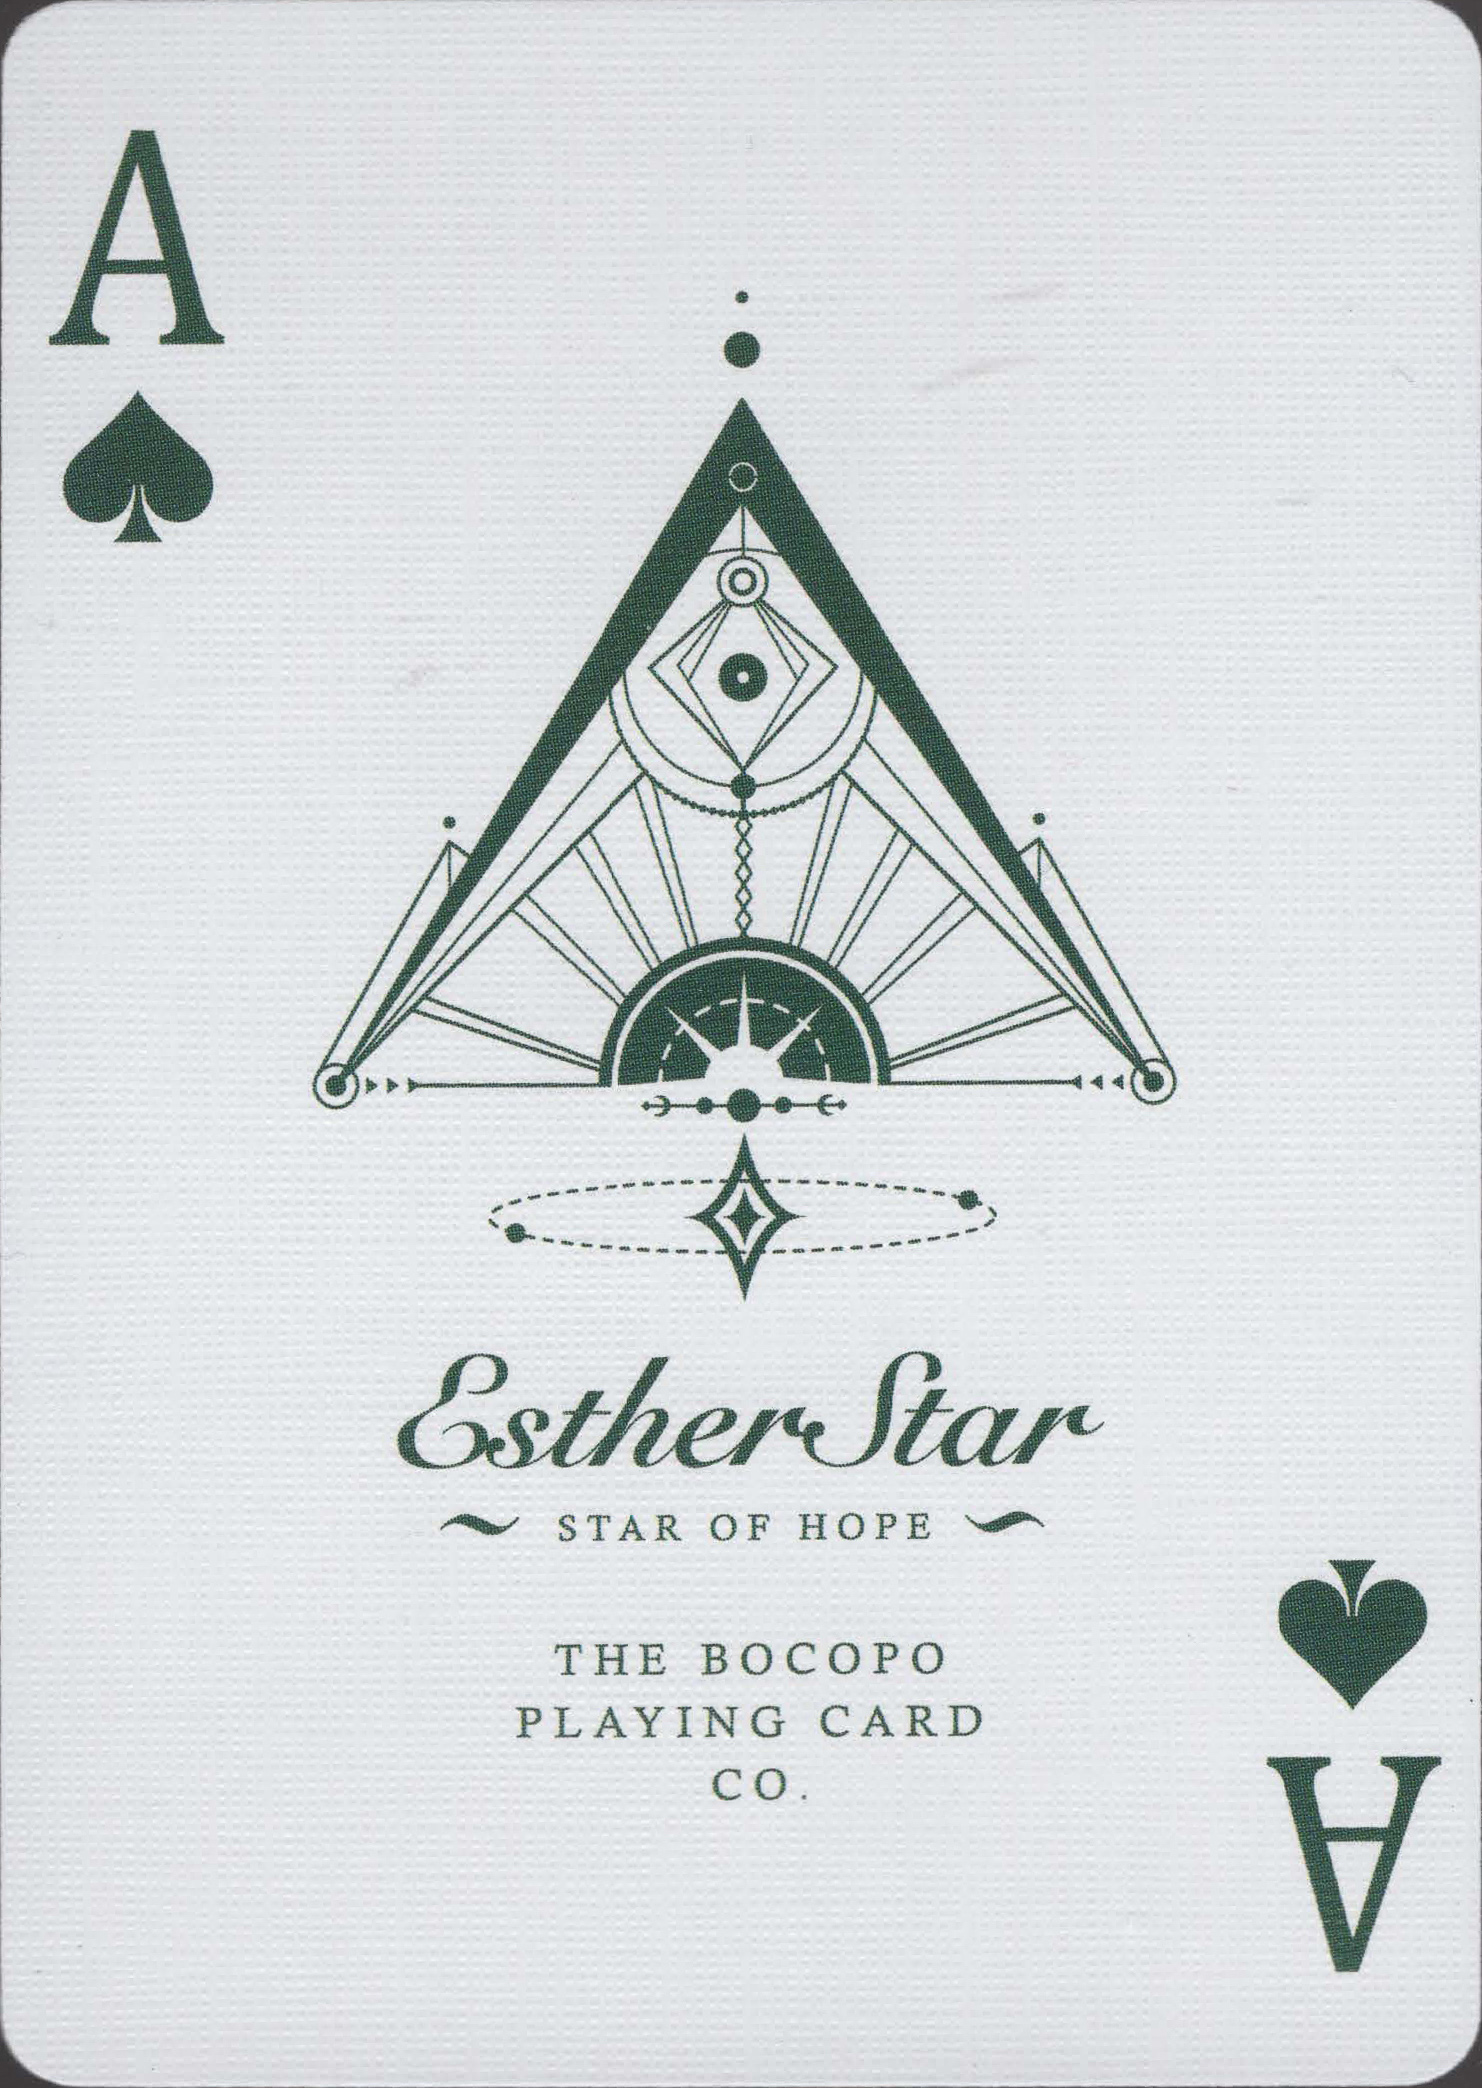 A
Esther Star
STAR OF HOPE
THE BOCOPO
PLAYING CARD
CO.
A